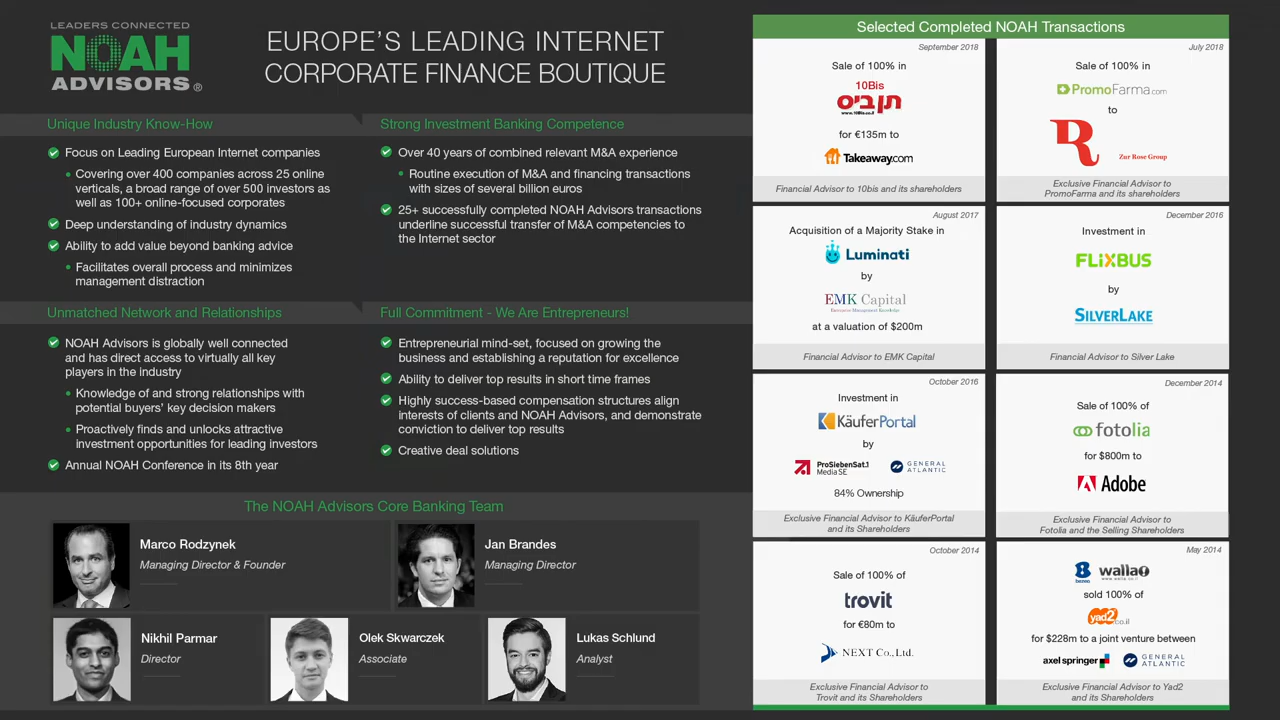 LEADERS CONNECTED
NOAH
ADVISORS®
EUROPE'S LEADING INTERNET
CORPORATE FINANCE BOUTIQUE
Unique Industry Know-How
Focus on Leading European Internet companies
• Covering over 400 companies across 25 online
verticals, a broad range of over 500 investors as
well as 100+ online-focused corporates
Deep understanding of industry dynamics
Ability to add value beyond banking advice
• Facilitates overall process and minimizes
management distraction
Strong Investment Banking Competence
Over 40 years of combined relevant M&A experience
• Routine execution of M&A and financing transactions
with sizes of several billion euros
25+ successfully completed NOAH Advisors transactions
underline successful transfer of M&A competencies to
the Internet sector
Unmatched Network and Relationships
NOAH Advisors is globally well connected
and has direct access to virtually all key
players in the industry
• Knowledge of and strong relationships with
potential buyers' key decision makers
• Proactively finds and unlocks attractive
investment opportunities for leading investors
Annual NOAH Conference in its 8th year
Full Commitment - We Are Entrepreneurs!
Entrepreneurial mind-set, focused on growing the
business and establishing a reputation for excellence
Ability to deliver top results in short time frames
Highly success-based compensation structures align
interests of clients and NOAH Advisors, and demonstrate
conviction to deliver top results
Creative deal solutions
The NOAH Advisors Core Banking Team
Marco Rodzynek
Managing Director & Founder
Jan Brandes
Managing Director
Nikhil Parmar
Director
Olek Skwarczek
Associate
Lukas Schlund
Analyst
Selected Completed NOAH Transactions
September 2018
Sale of 100% in
10Bis
תן ביס
www.10Bis.co.il
for €135m to
Takeaway.com
Financial Advisor to 10bis and its shareholders
July 2018
Sale of 100% in
PromoFarma.com
to
R
Zur Rose Group
Exclusive Financial Advisor to
PromoFarma and its shareholders
August 2017
Acquisition of a Majority Stake in
Luminati
by
EMK Capital
Execution Management Knowledge
at a valuation of $200m
Financial Advisor to EMK Capital
December 2016
Investment in
FLiXBUS
by
SILVERLAKE
Financial Advisor to Silver Lake
October 2016
Investment in
KäuferPortal
by
ProSiebenSat.1
Media SE
GENERAL
ATLANTIC
84% Ownership
Exclusive Financial Advisor to KäuferPortal
and its Shareholders
December 2014
Sale of 100% of
fotolia
for $800m to
Adobe
Exclusive Financial Advisor to
Fotolia and the Selling Shareholders
October 2014
Sale of 100% of
trovit
for €80m to
NEXT Co., Ltd.
Exclusive Financial Advisor to
Trovit and its Shareholders
May 2014
walla
sold 100% of
yad2
co.il
for $228m to a joint venture between
axel springer
GENERAL
ATLANTIC
Exclusive Financial Advisor to Yad2
and its Shareholders